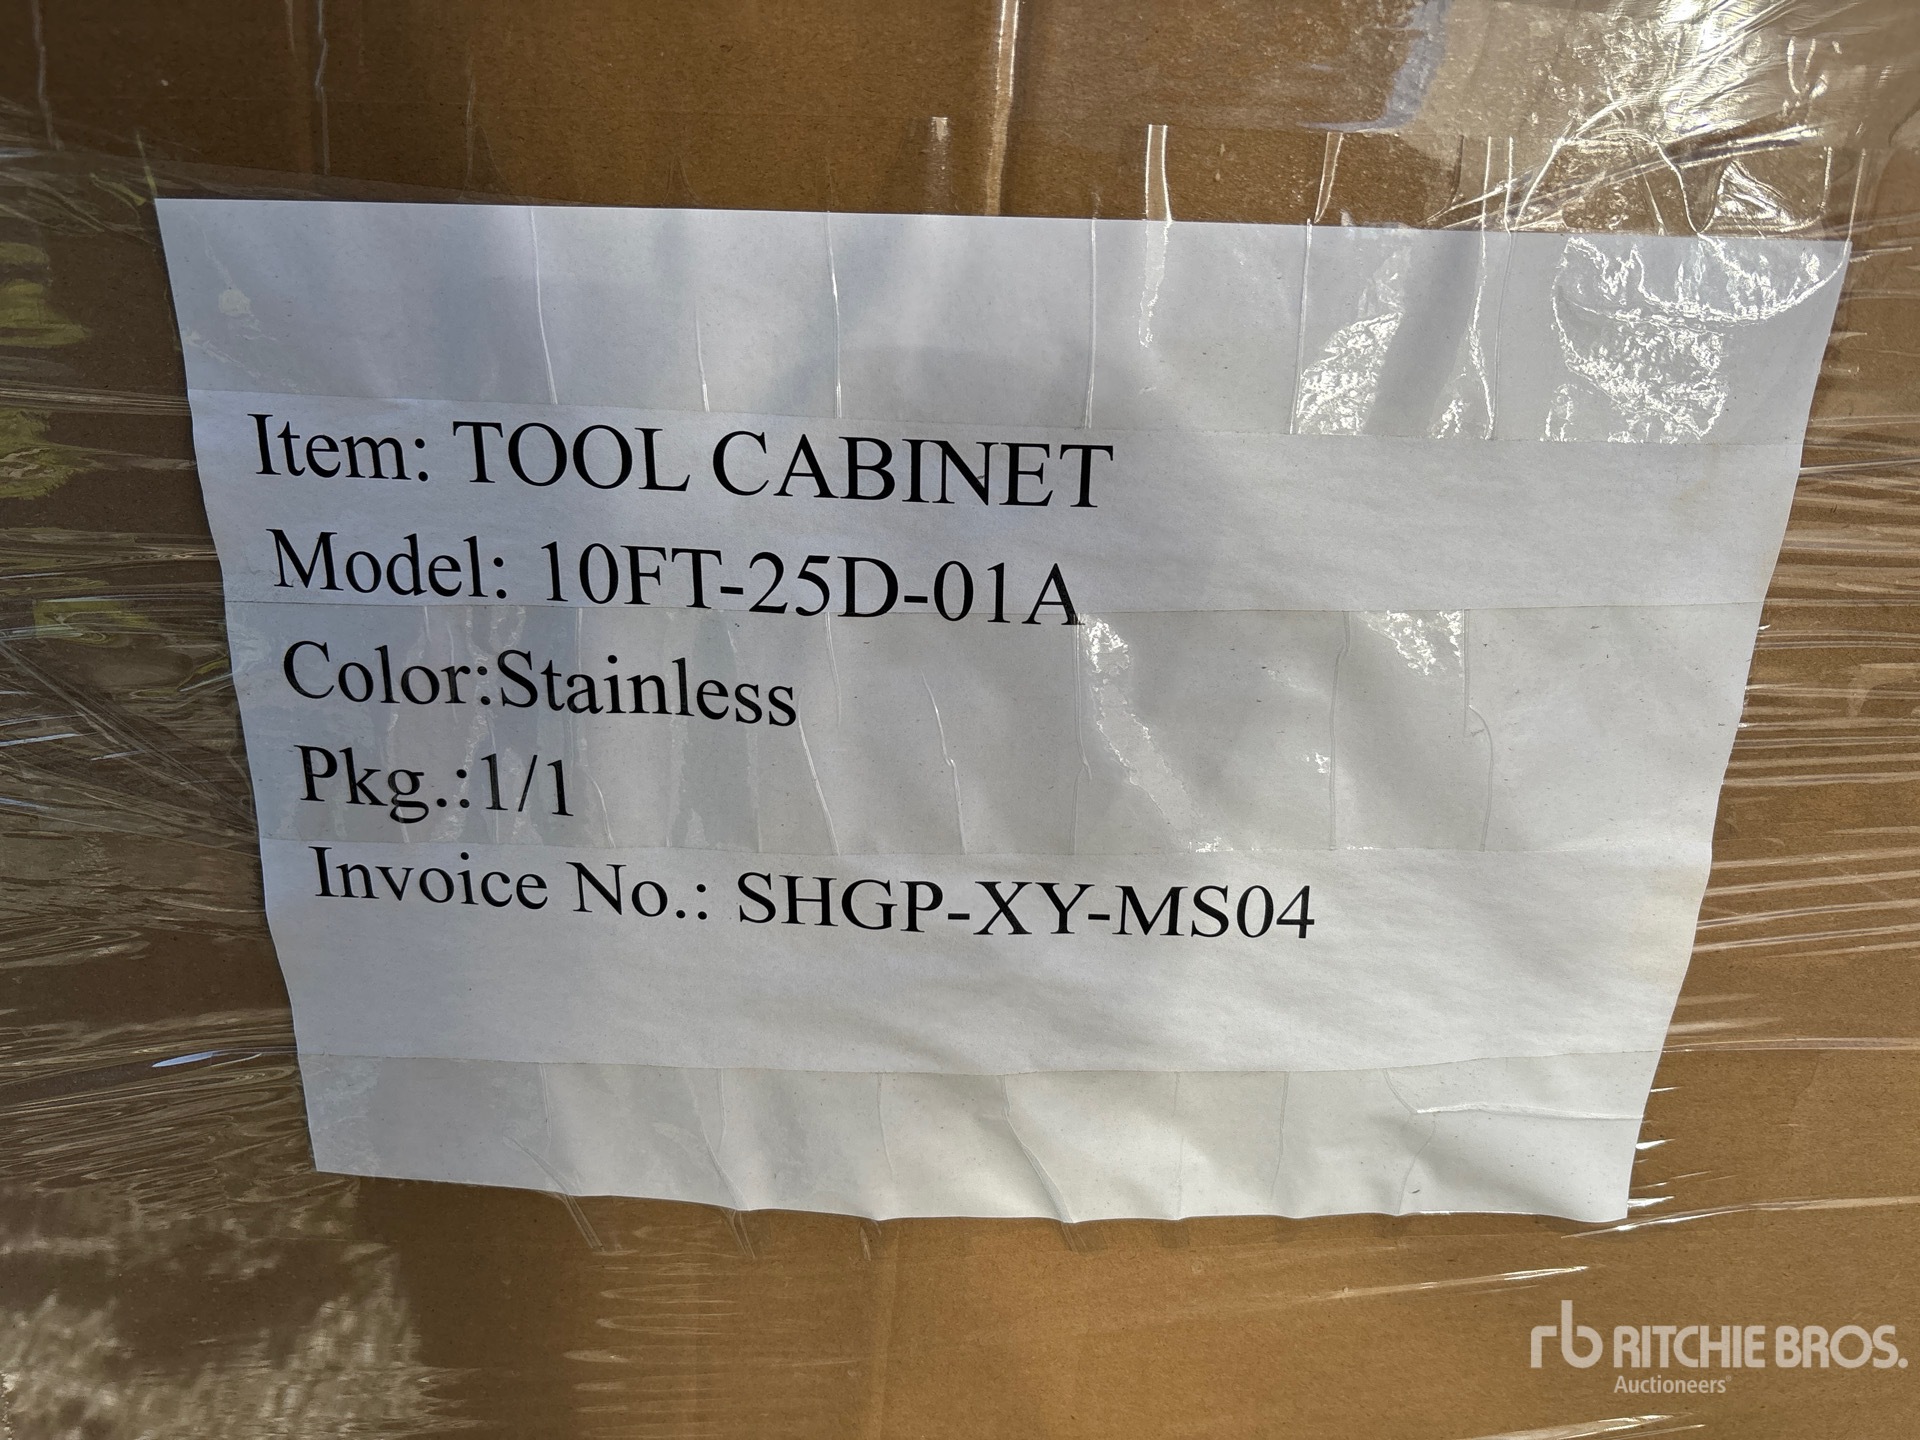 Item: TOOL CABINET
Model: 10FT-25D-01A
Color:Stainless
Pkg.:1/1
Invoice No.: SHGP-XY-MS04
rb RITCHIE BROS.
Auctioneers